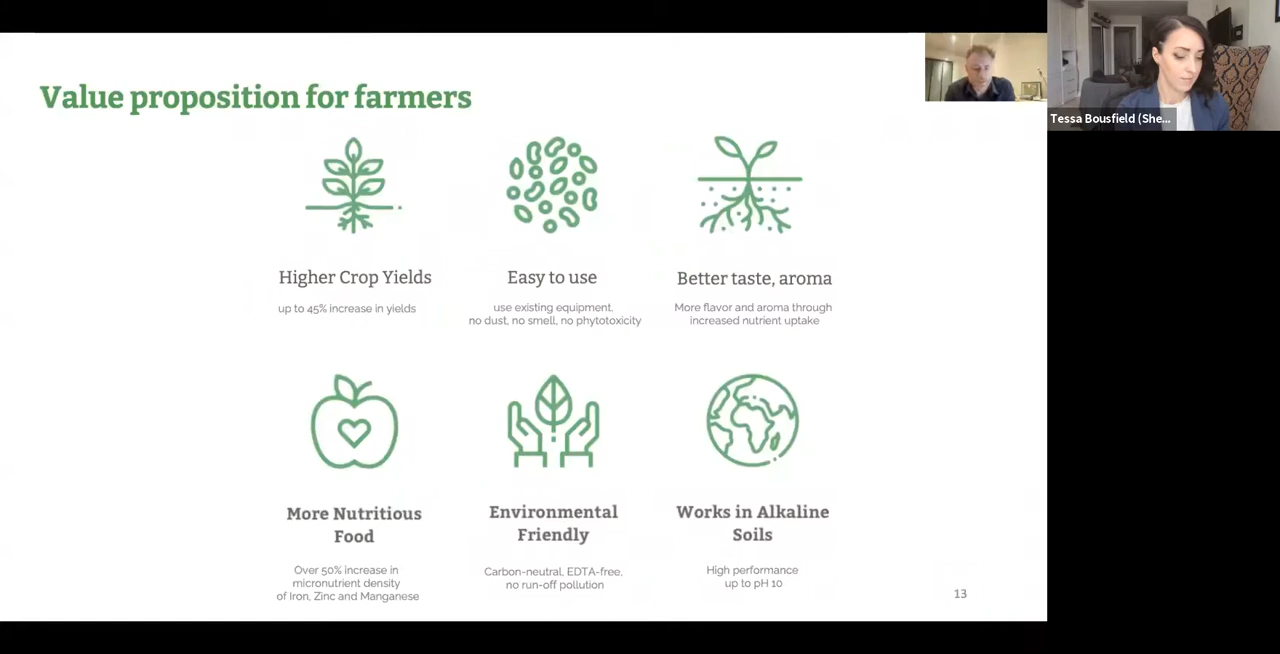 Value proposition for farmers
Tessa Bousfield (She...
Higher Crop Yields
up to 45% increase in yields
Easy to use
use existing equipment,
no dust, no smell, no phytotoxicity
Better taste, aroma
More flavor and aroma through
increased nutrient uptake
More Nutritious
Food
Over 50% increase in
micronutrient density
of Iron, Zinc and Manganese
Environmental
Friendly
Carbon-neutral, EDTA-free,
no run-off pollution
Works in Alkaline
Soils
High performance
up to pH 10
13